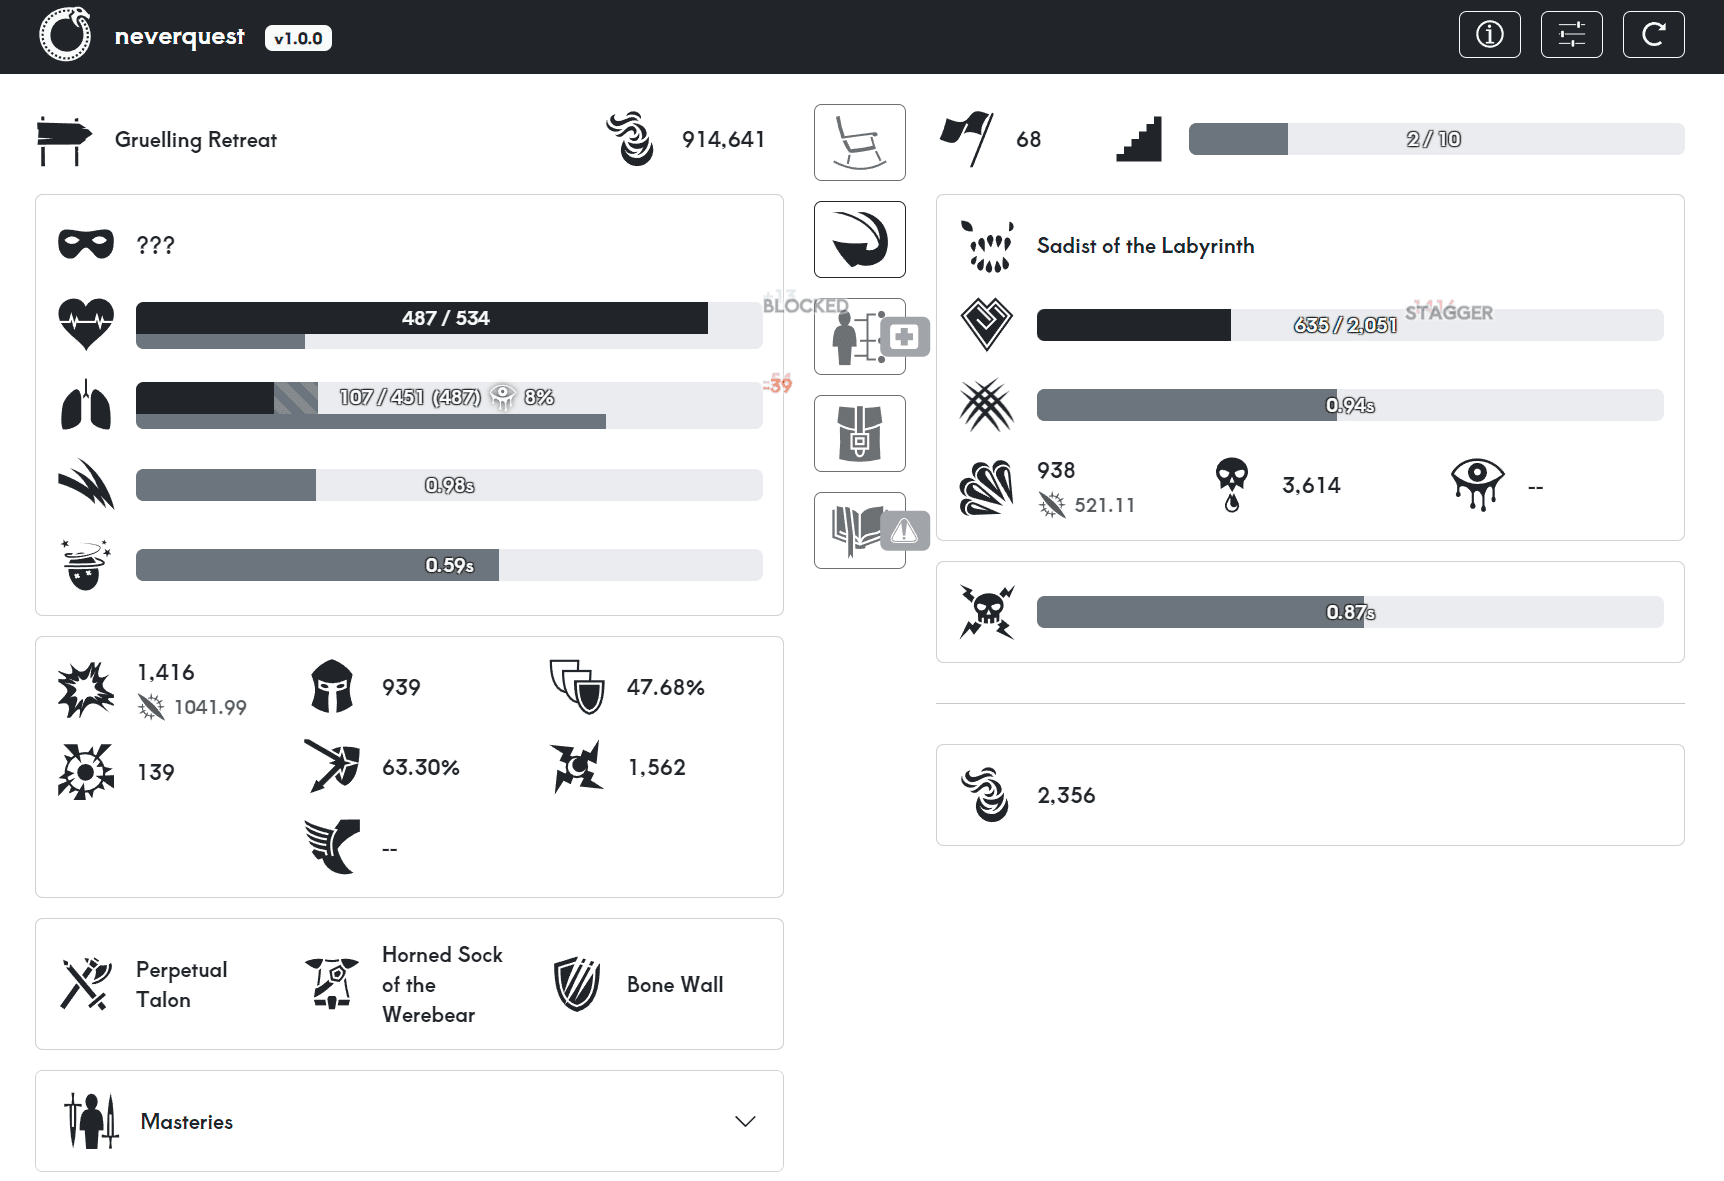 neverquest v1.0.0
Gruelling Retreat
914,641
68
2 / 10
???
487 / 534
BLOCKED
107 / 451 (487) 8%
-39
0.98s
0.59s
1,416
1041.99
939
47.68%
139
63.30%
1,562
--
Perpetual
Talon
Horned Sock
of the
Werebear
Bone Wall
Masteries
Sadist of the Labyrinth
635 / 2,051
STAGGER
0.94s
938
521.11
3,614
--
0.87s
2,356